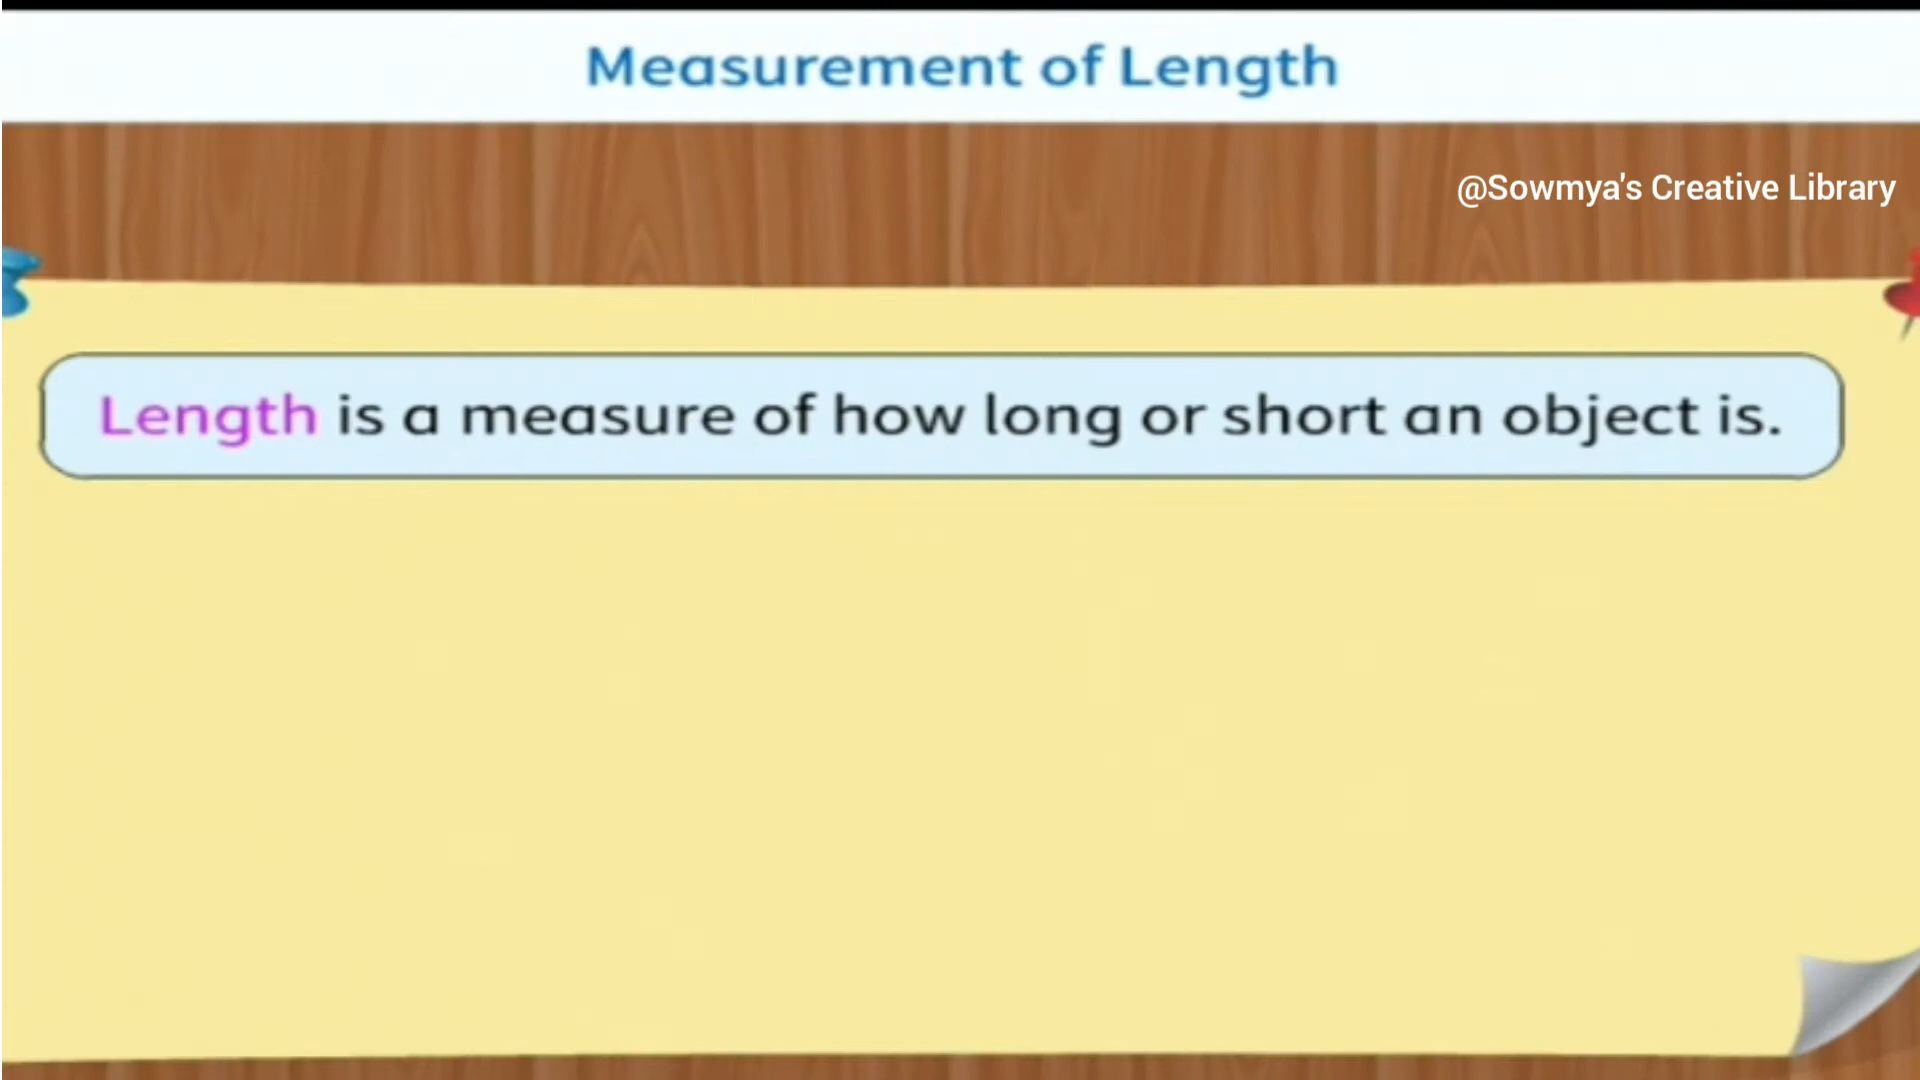 Measurement of Length
@Sowmya's Creative Library
Length is a measure of how long or short an object is.